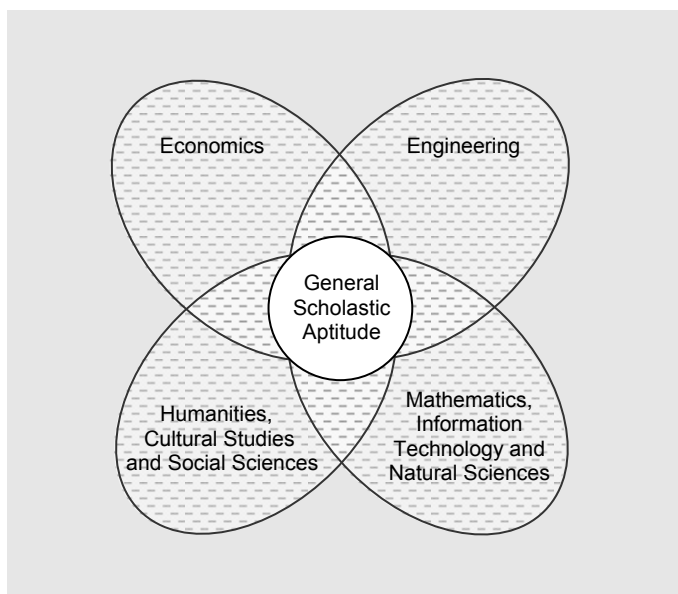 Economics
Engineering
General
Scholastic
Aptitude
Humanities,
Cultural Studies
and Social Sciences
Mathematics,
Information
Technology and
Natural Sciences